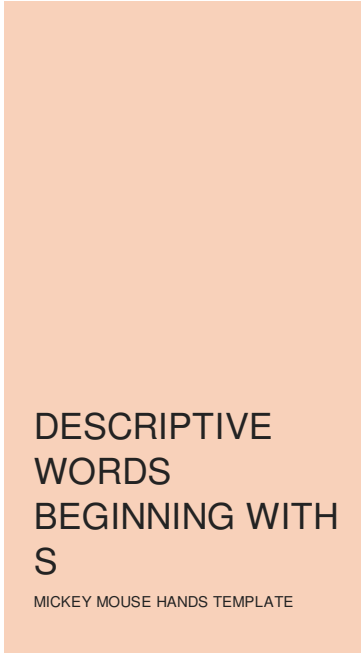 DESCRIPTIVE
WORDS
BEGINNING WITH
S
MICKEY MOUSE HANDS TEMPLATE